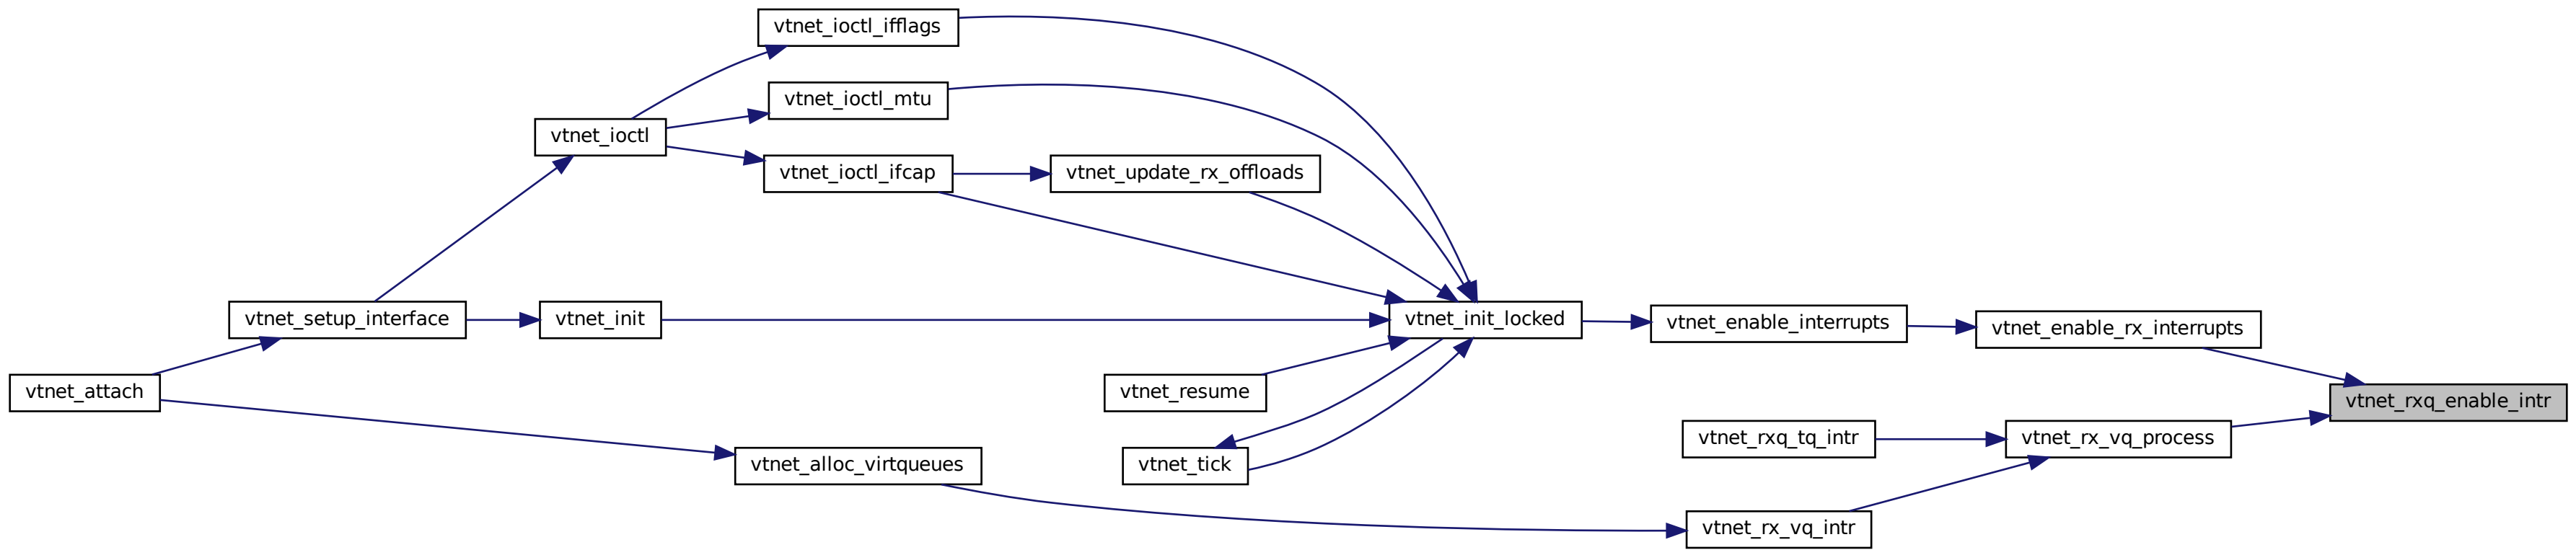 vtnet_ioctl_ifflags
vtnet_ioctl_mtu
vtnet_ioctl
vtnet_ioctl_ifcap
vtnet_update_rx_offloads
vtnet_setup_interface
vtnet_init
vtnet_init_locked
vtnet_enable_interrupts
vtnet_enable_rx_interrupts
vtnet_attach
vtnet_resume
vtnet_rxq_enable_intr
vtnet_rxq_tq_intr
vtnet_rx_vq_process
vtnet_alloc_virtqueues
vtnet_tick
vtnet_rx_vq_intr